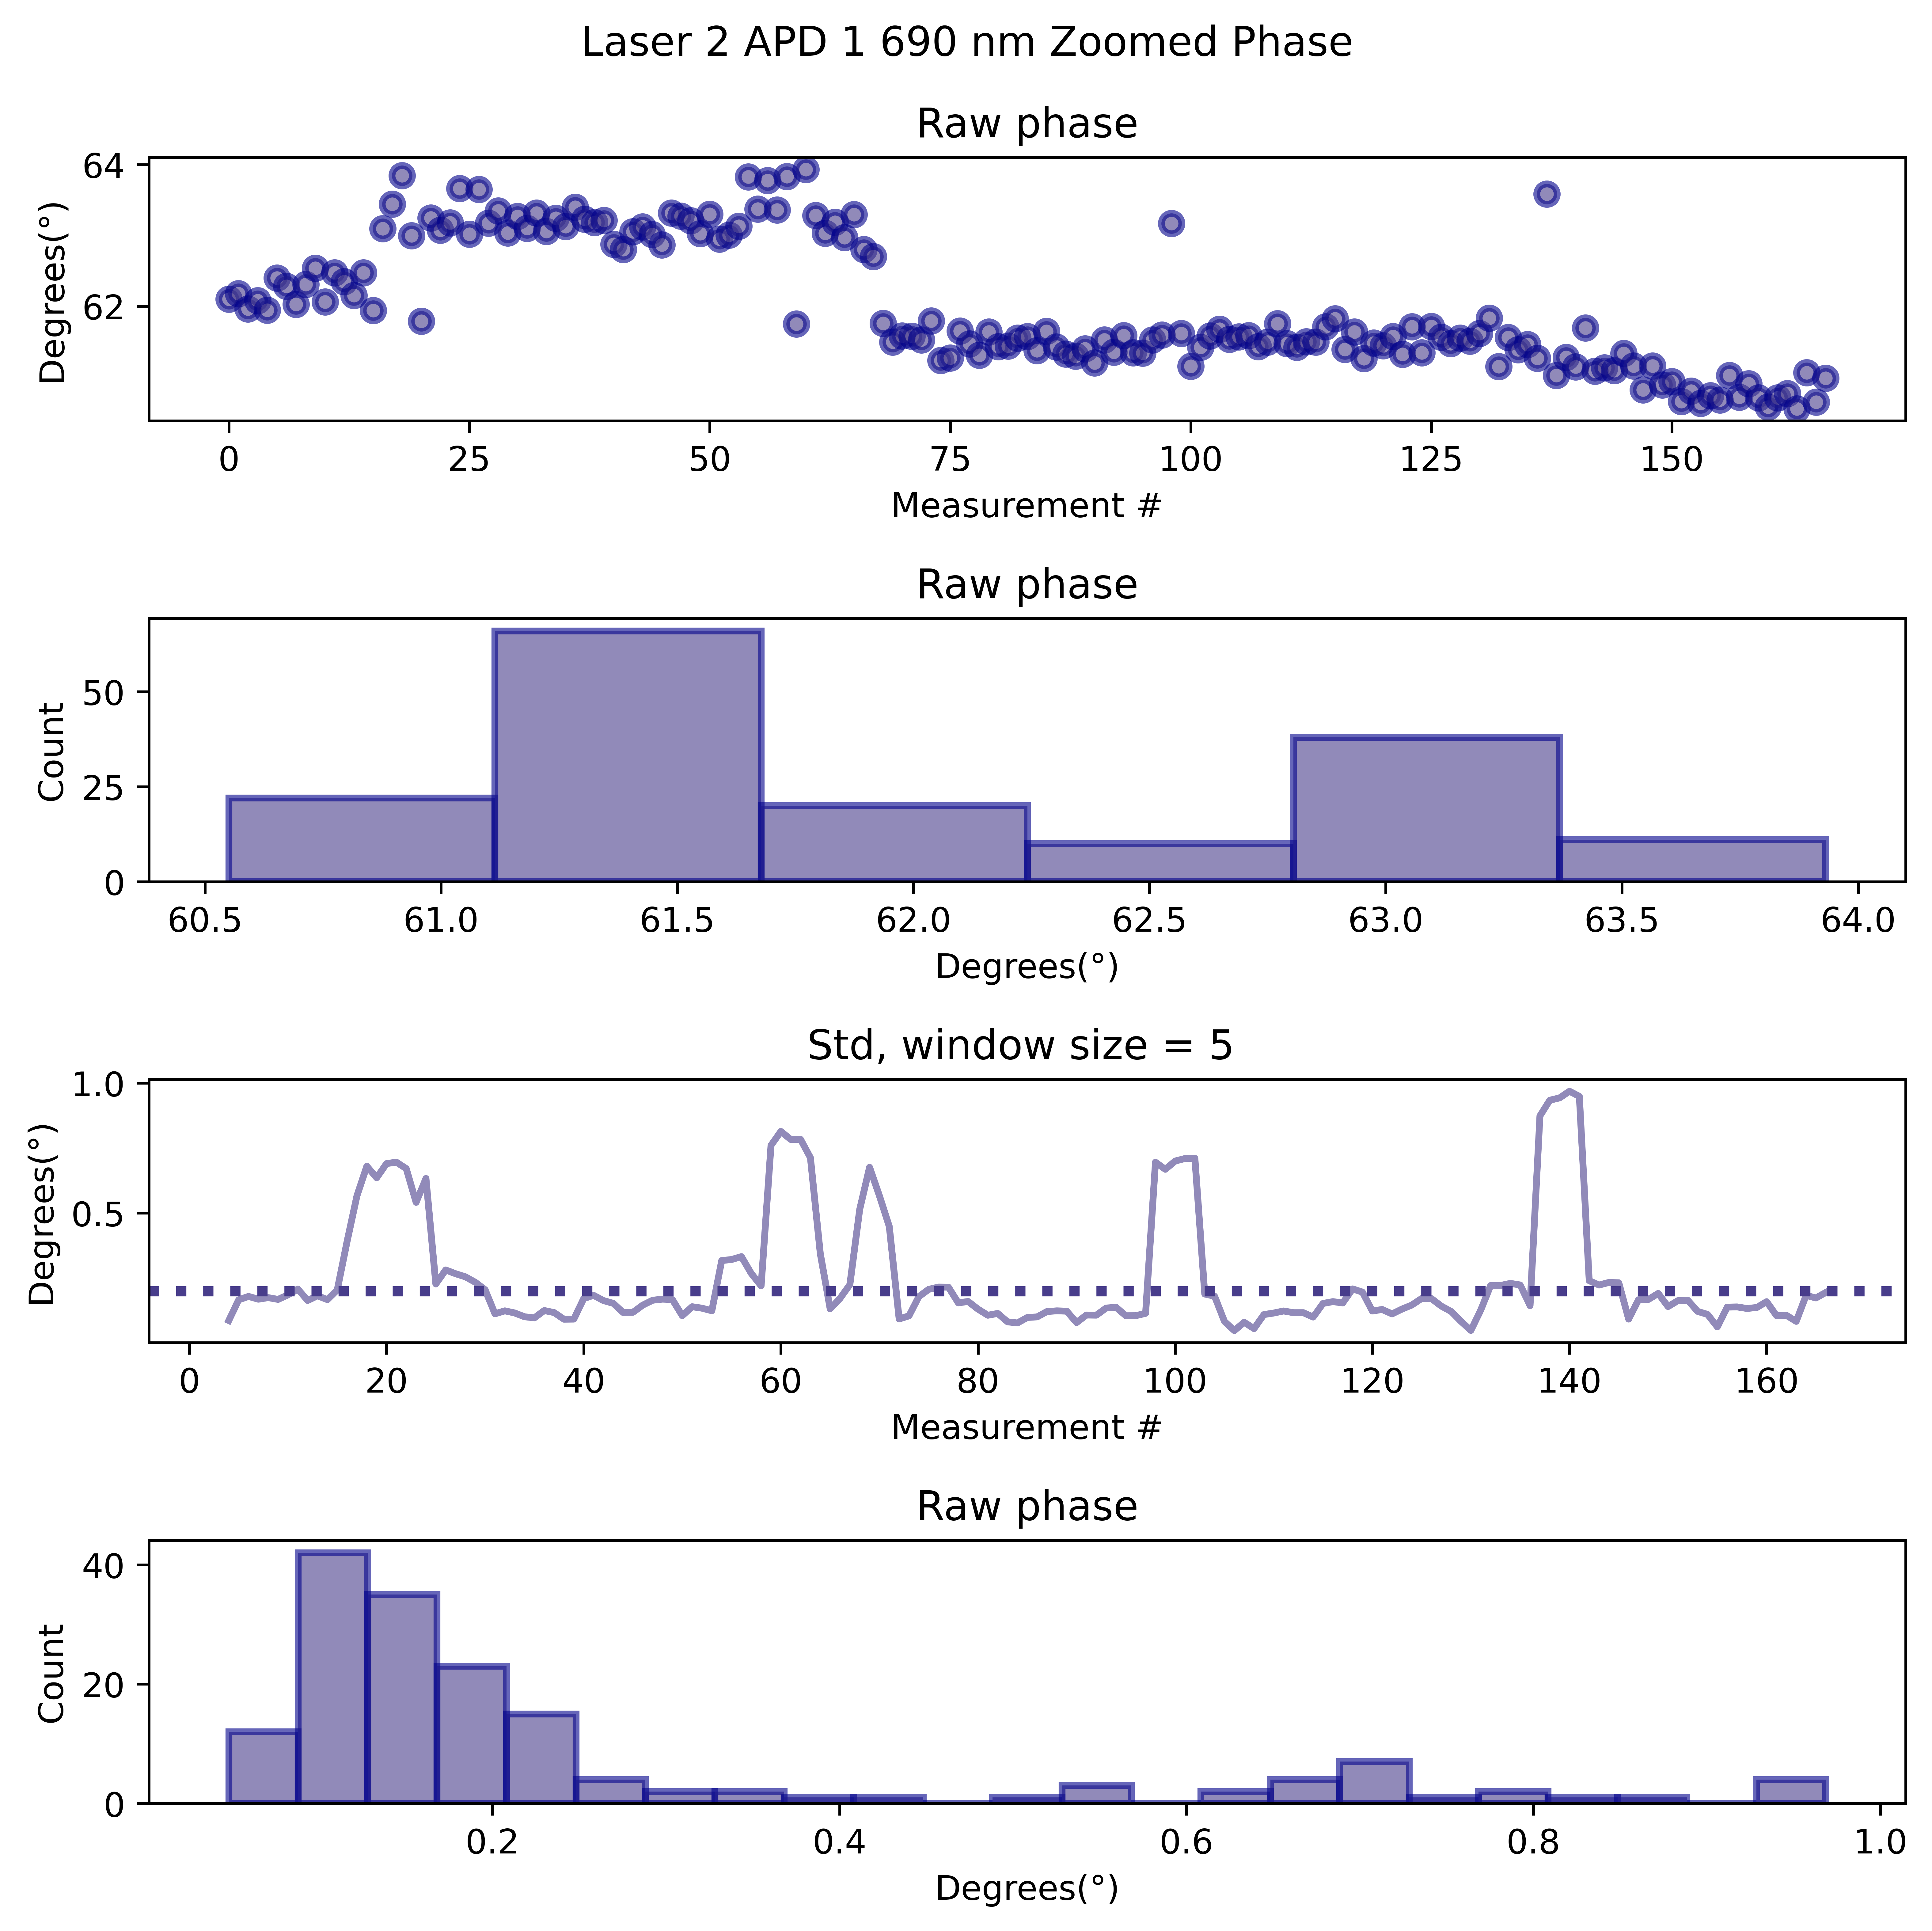 Laser 2 APD 1 690 nm Zoomed Phase
Raw phase
64
62
Degrees(°)
0 25 50 75 100 125 150
Measurement #
Raw phase
50
25
0
Count
60.5 61.0 61.5 62.0 62.5 63.0 63.5 64.0
Degrees(°)
Std, window size = 5
1.0
0.5
Degrees(°)
0 20 40 60 80 100 120 140 160
Measurement #
Raw phase
40
20
0
Count
0.2 0.4 0.6 0.8 1.0
Degrees(°)